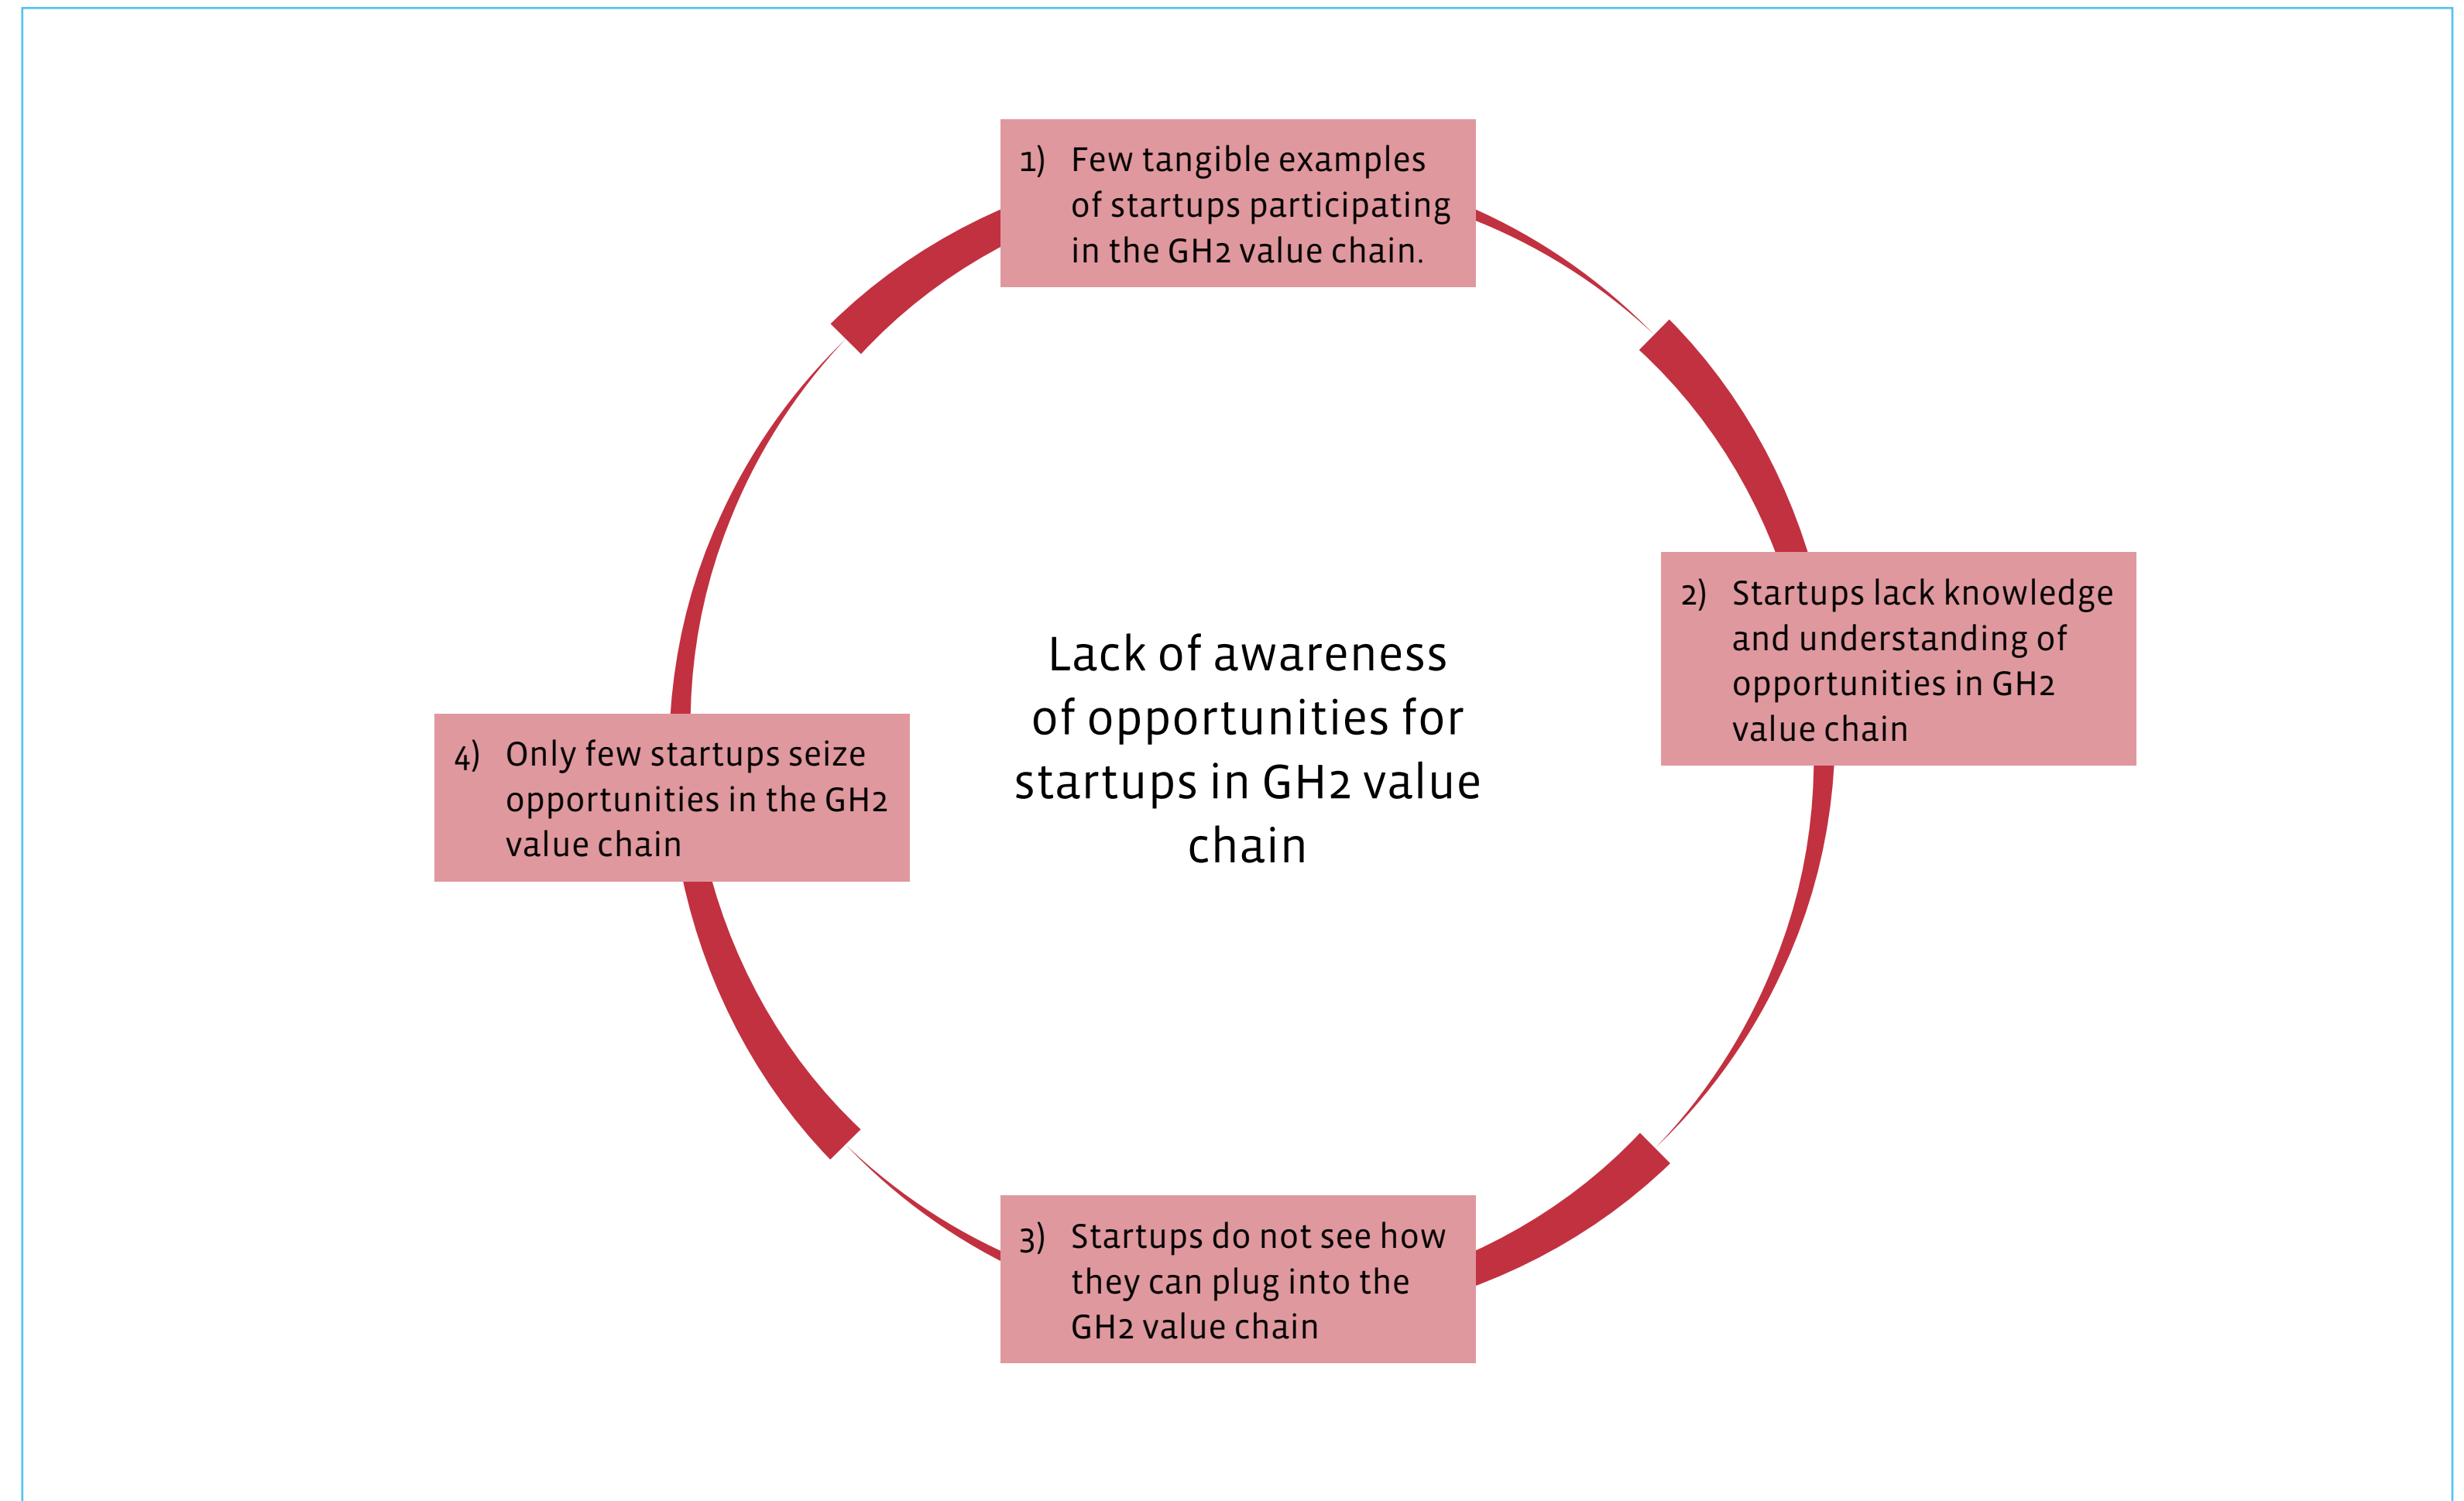 1) Few tangible examples
of startups participating
in the GH2 value chain.
2) Startups lack knowledge
and understanding of
opportunities in GH2
value chain
Lack of awareness
of opportunities for
startups in GH2 value
chain
4) Only few startups seize
opportunities in the GH2
value chain
3) Startups do not see how
they can plug into the
GH2 value chain